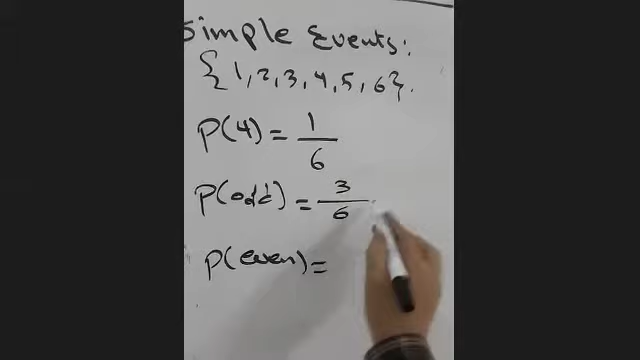 Simple Events:
{1, 2, 3, 4, 5, 6}.
P(4) = 1/6
P(odd) = 3/6
P(even) =